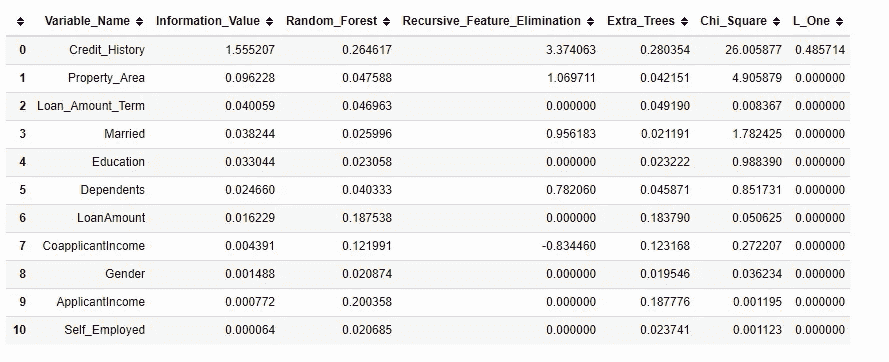 Variable_Name Information_Value Random_Forest Recursive_Feature_Elimination Extra_Trees Chi_Square L_One
0 Credit_History 1.555207 0.264617 3.374063 0.280354 26.005877 0.485714
1 Property_Area 0.096228 0.047588 1.069711 0.042151 4.905879 0.000000
2 Loan_Amount_Term 0.040059 0.046963 0.000000 0.049190 0.008367 0.000000
3 Married 0.038244 0.025996 0.956183 0.021191 1.782425 0.000000
4 Education 0.033044 0.023058 0.000000 0.023222 0.988390 0.000000
5 Dependents 0.024660 0.040333 0.782060 0.045871 0.851731 0.000000
6 LoanAmount 0.016229 0.187538 0.000000 0.183790 0.050625 0.000000
7 CoapplicantIncome 0.004391 0.121991 -0.834460 0.123168 0.272207 0.000000
8 Gender 0.001488 0.020874 0.000000 0.019546 0.036234 0.000000
9 ApplicantIncome 0.000772 0.200358 0.000000 0.187776 0.001195 0.000000
10 Self_Employed 0.000064 0.020685 0.000000 0.023741 0.001123 0.000000